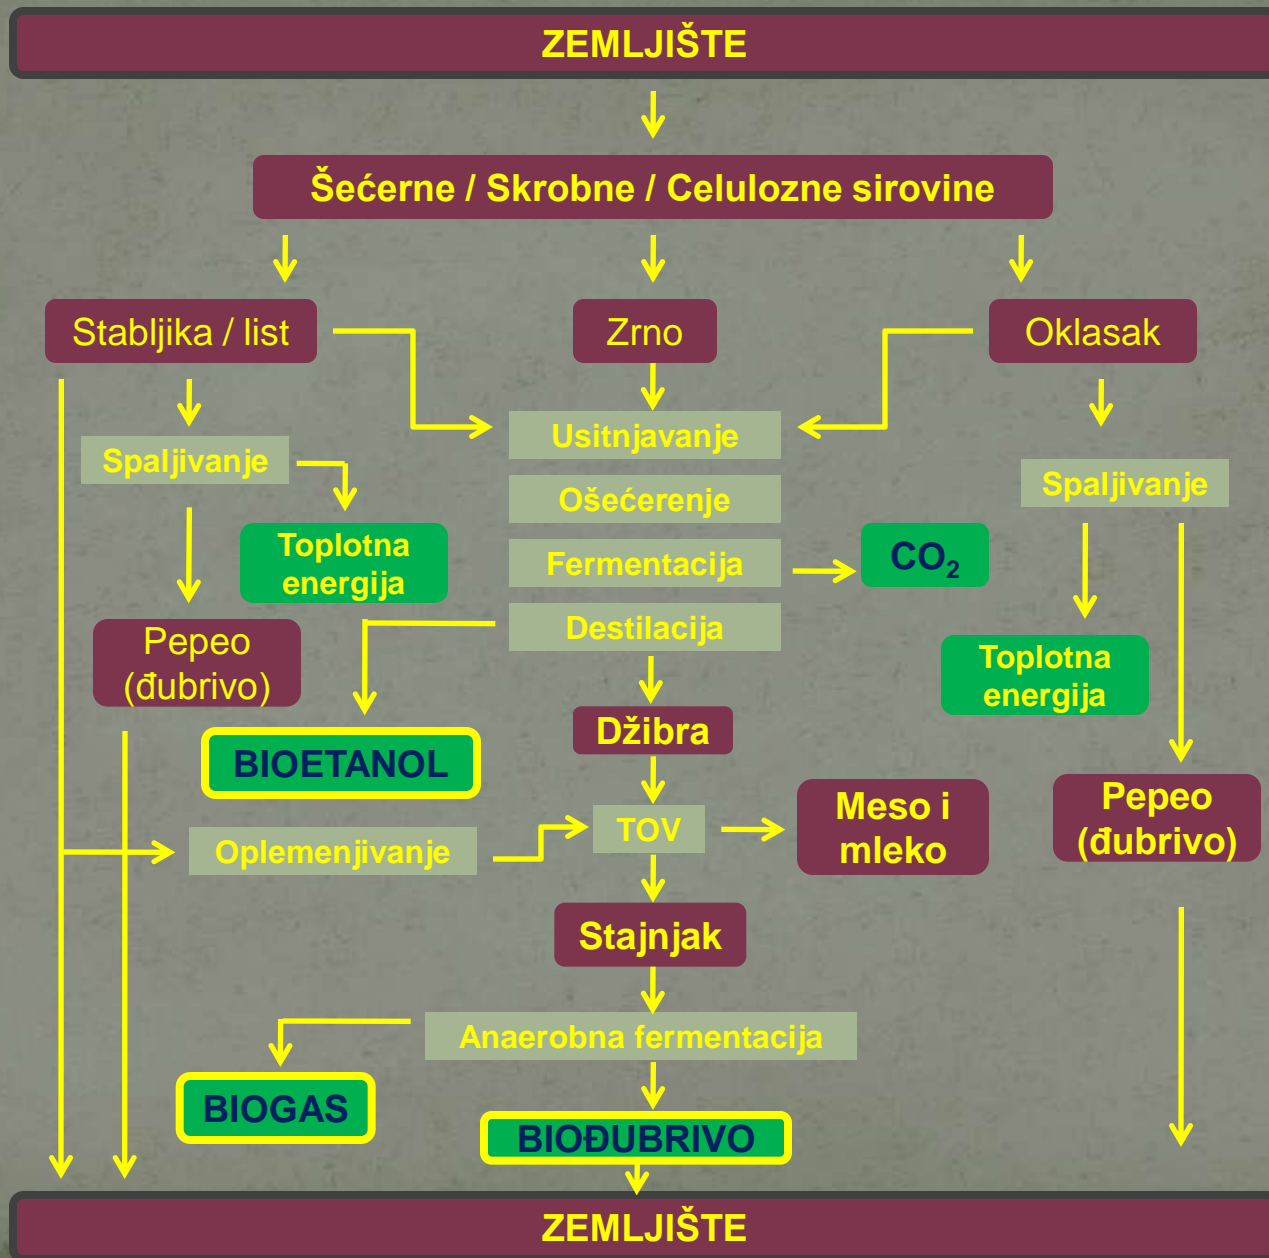 ZEMLJIŠTE
Šećerne / Skrobne / Celulozne sirovine
Stabljika / list
Zrno
Oklasak
Usitnjavanje
Spaljivanje
Spaljivanje
Ošećerenje
Toplotna
energija
Fermentacija
CO₂
Destilacija
Pepeo
(đubrivo)
Toplotna
energija
Džibra
BIOETANOL
Meso i
mleko
Pepeo
(đubrivo)
TOV
Oplemenjivanje
Stajnjak
Anaerobna fermentacija
BIOGAS
BIOĐUBRIVO
ZEMLJIŠTE